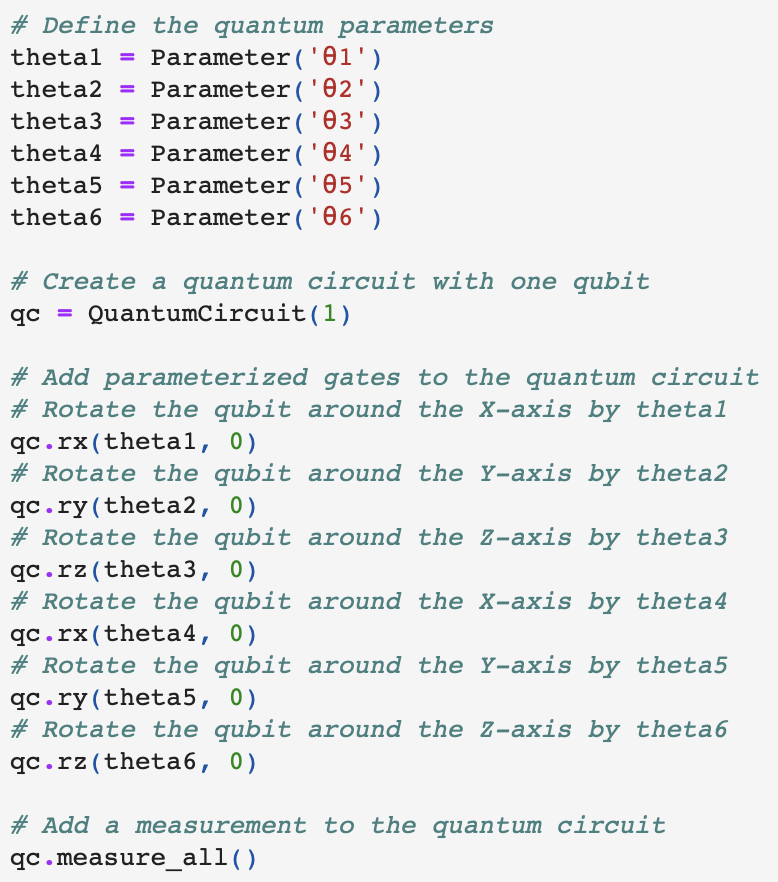 # Define the quantum parameters
theta1 = Parameter('θ1')
theta2 = Parameter('θ2')
theta3 = Parameter('θ3')
theta4 = Parameter('θ4')
theta5 = Parameter('θ5')
theta6 = Parameter('θ6')
# Create a quantum circuit with one qubit
qc = QuantumCircuit(1)
# Add parameterized gates to the quantum circuit
# Rotate the qubit around the X-axis by theta1
qc.rx(theta1, 0)
# Rotate the qubit around the Y-axis by theta2
qc.ry(theta2, 0)
# Rotate the qubit around the Z-axis by theta3
qc.rz(theta3, 0)
# Rotate the qubit around the X-axis by theta4
qc.rx(theta4, 0)
# Rotate the qubit around the Y-axis by theta5
qc.ry(theta5, 0)
# Rotate the qubit around the Z-axis by theta6
qc.rz(theta6, 0)
# Add a measurement to the quantum circuit
qc.measure_all()